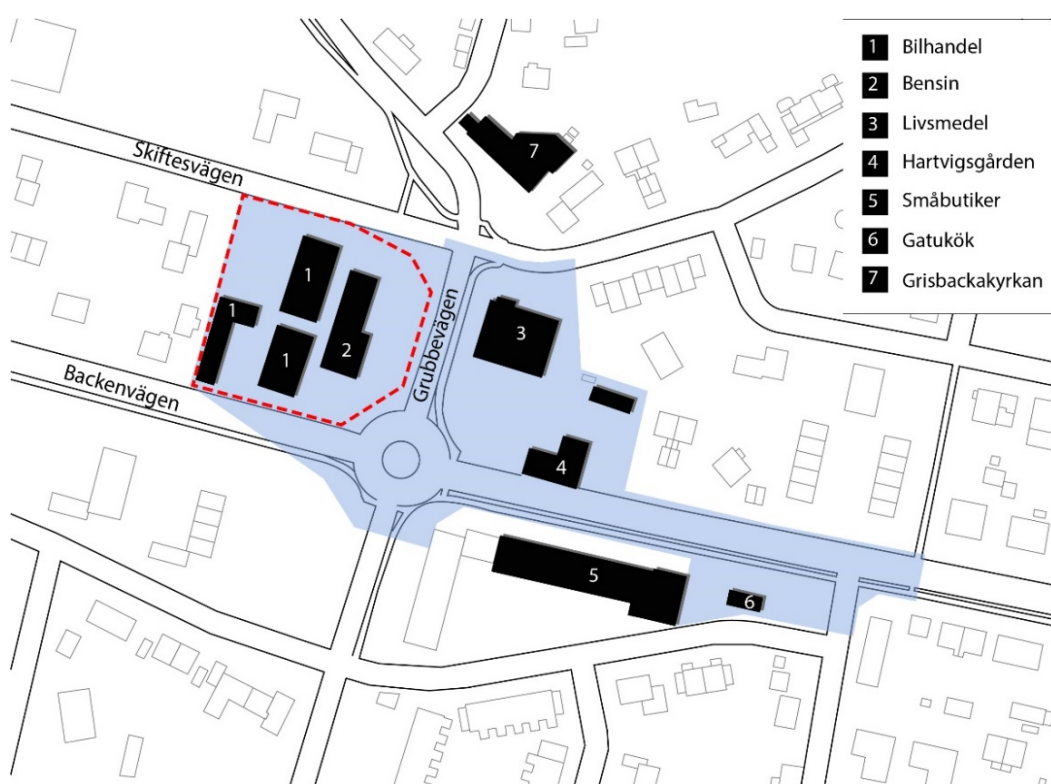 1 Bilhandel
2 Bensin
3 Livsmedel
4 Hartvigsgården
5 Småbutiker
6 Gatukök
7 Grisbackakyrkan
Skiftesvägen
7
1
1
2
1
Grubbevägen
3
Backenvägen
4
5
6